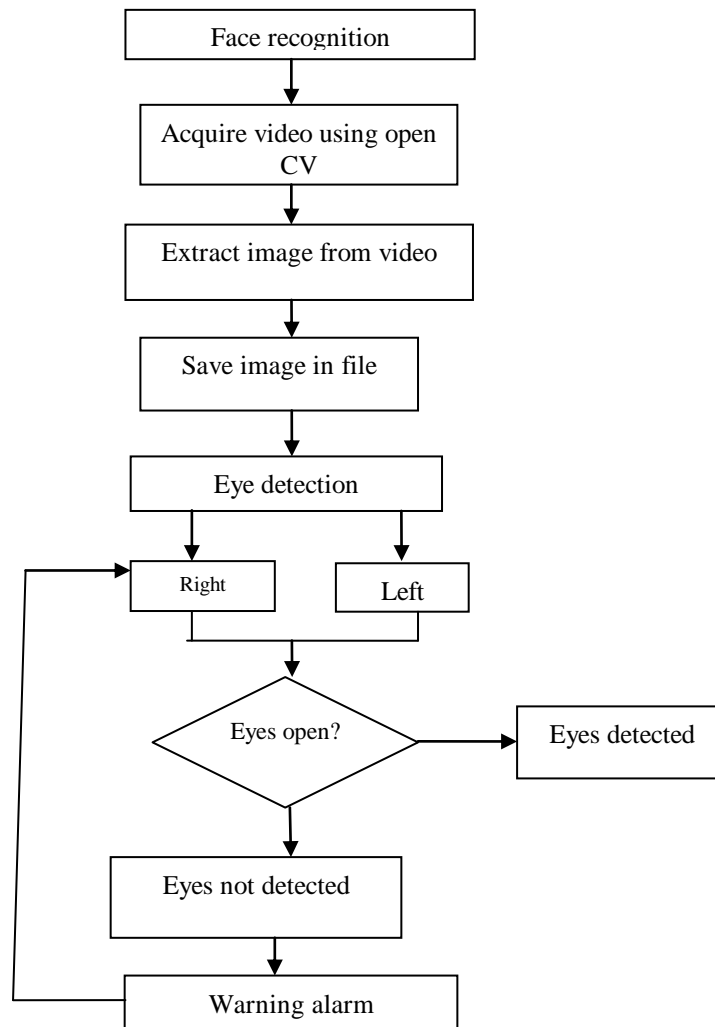 Face recognition
Acquire video using open
CV
Extract image from video
Save image in file
Eye detection
Right
Left
Eyes open?
Eyes detected
Eyes not detected
Warning alarm